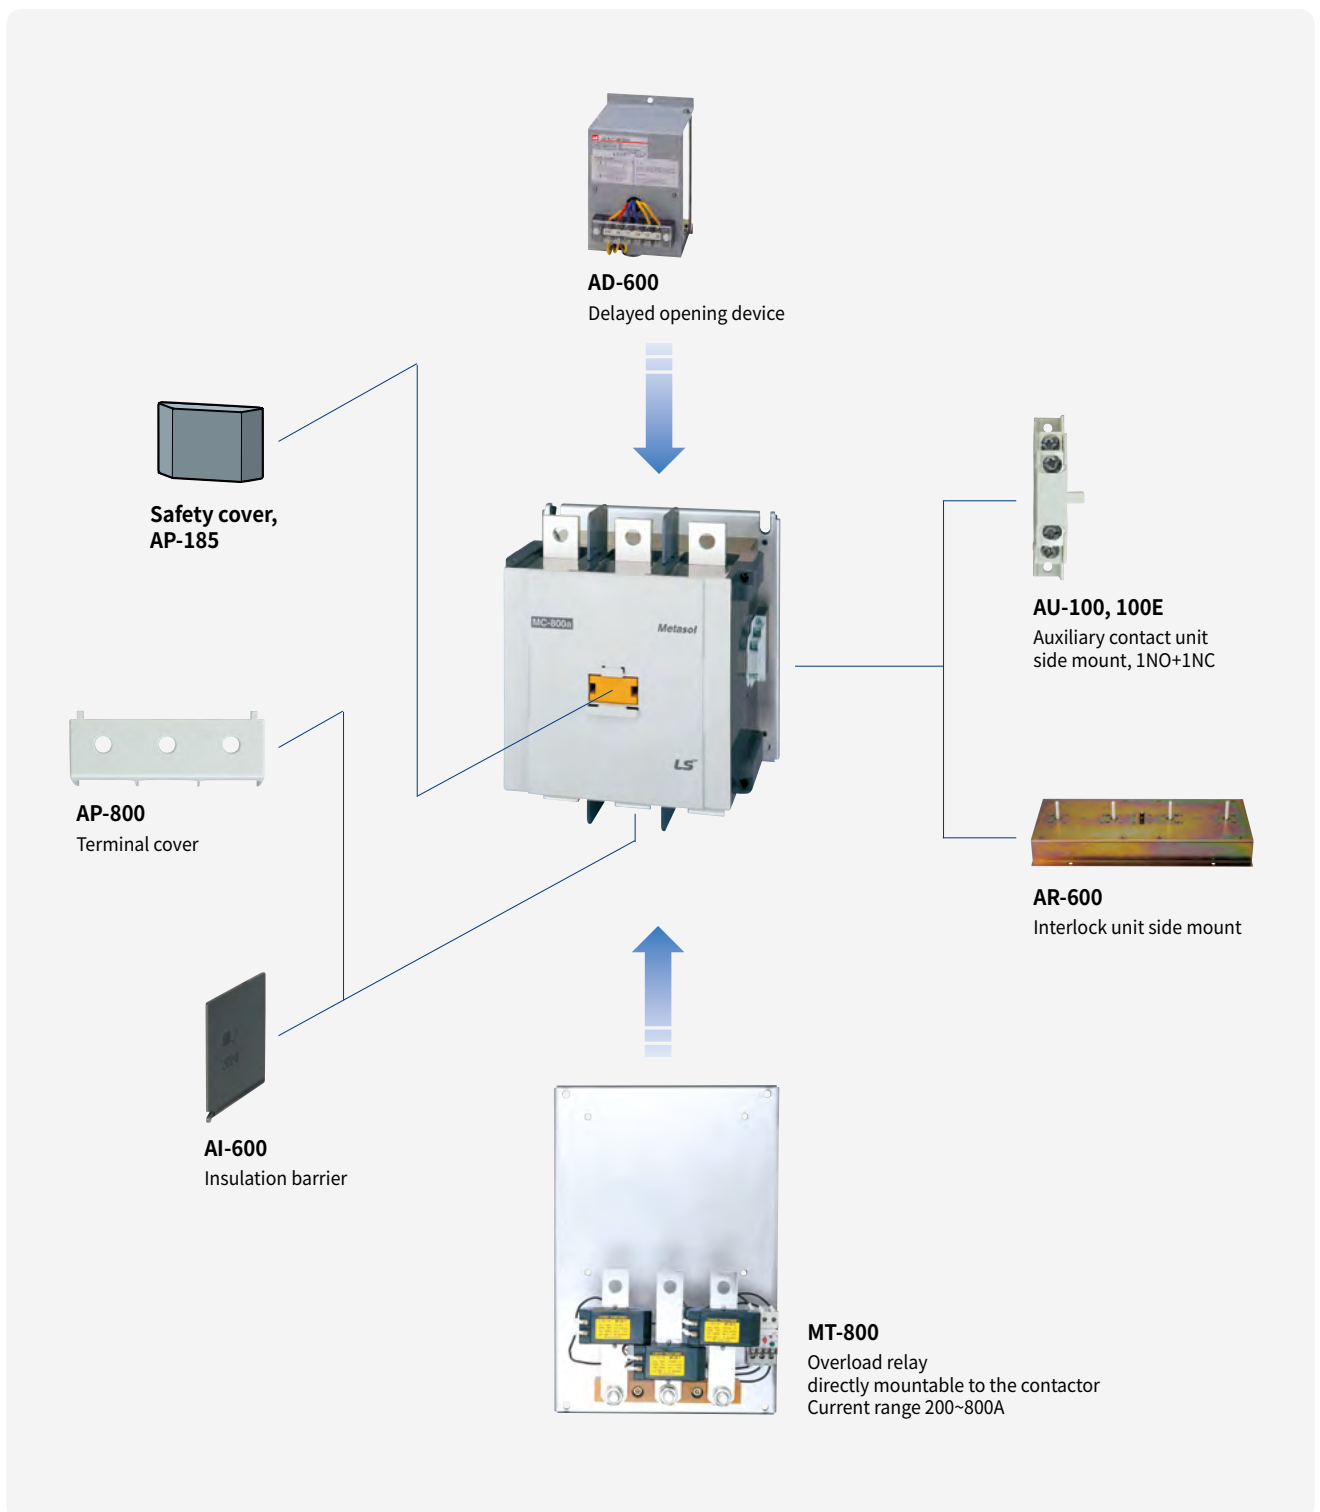 AD-600
Delayed opening device
Safety cover,
AP-185
MC-800a
Metasol
LS
AU-100, 100E
Auxiliary contact unit
side mount, 1NO+1NC
AP-800
Terminal cover
AR-600
Interlock unit side mount
AI-600
Insulation barrier
MT-800
Overload relay
directly mountable to the contactor
Current range 200~800A